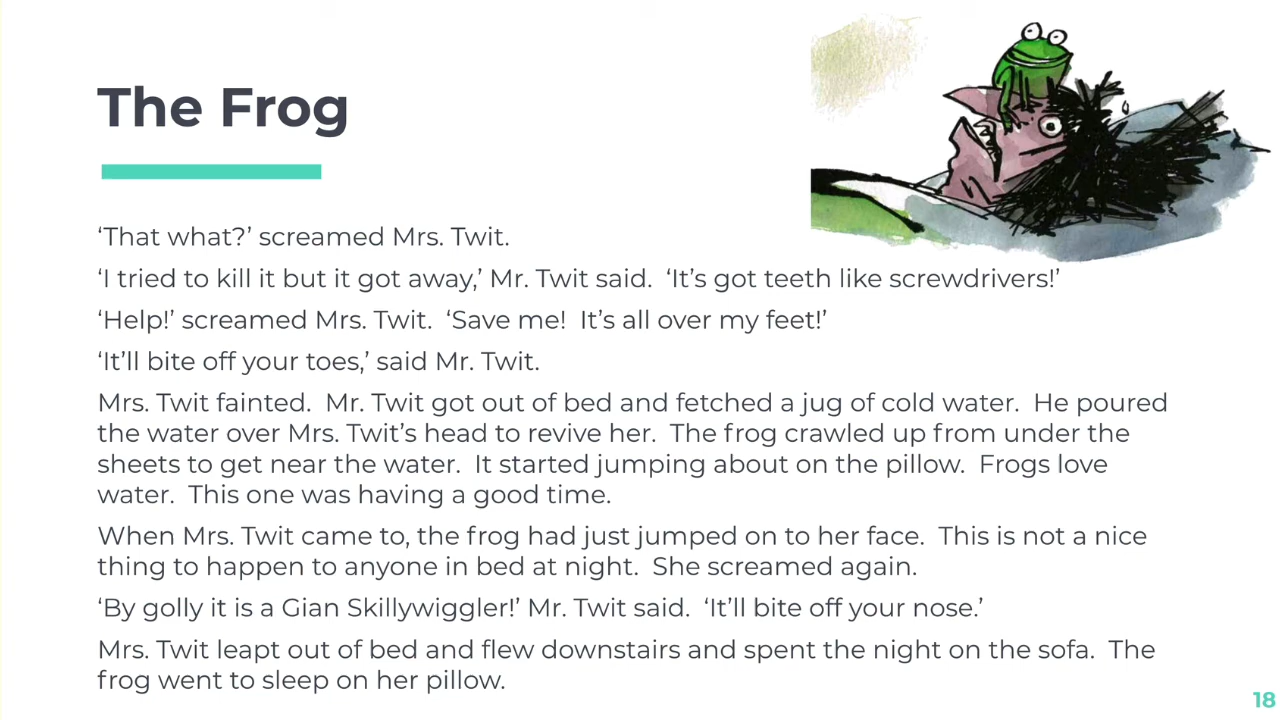 The Frog
‘That what?’ screamed Mrs. Twit.
‘I tried to kill it but it got away,’ Mr. Twit said.  ‘It’s got teeth like screwdrivers!’
‘Help!’ screamed Mrs. Twit.  ‘Save me!  It’s all over my feet!’
‘It’ll bite off your toes,’ said Mr. Twit.
Mrs. Twit fainted.  Mr. Twit got out of bed and fetched a jug of cold water.  He poured
the water over Mrs. Twit’s head to revive her.  The frog crawled up from under the
sheets to get near the water.  It started jumping about on the pillow.  Frogs love
water.  This one was having a good time.
When Mrs. Twit came to, the frog had just jumped on to her face.  This is not a nice
thing to happen to anyone in bed at night.  She screamed again.
‘By golly it is a Gian Skillywiggler!’ Mr. Twit said.  ‘It’ll bite off your nose.’
Mrs. Twit leapt out of bed and flew downstairs and spent the night on the sofa.  The
frog went to sleep on her pillow.
18